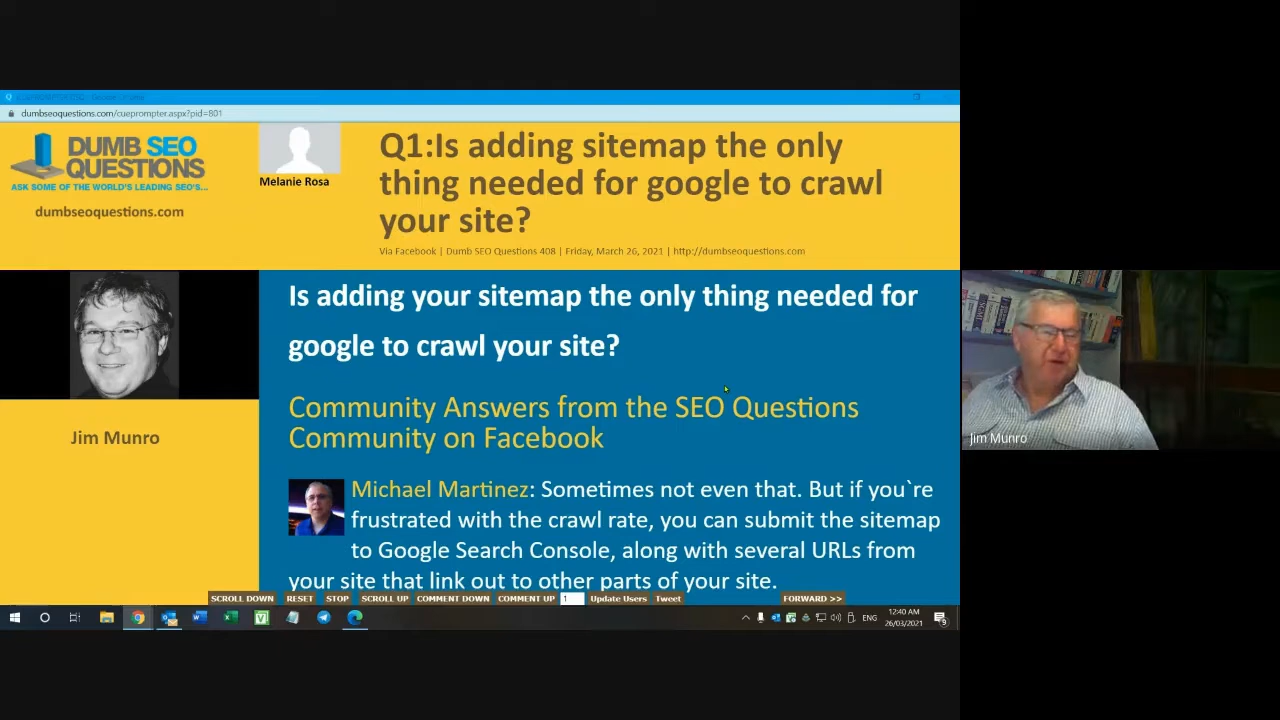 dumbseoquestions.com/cueprompter.aspx?pid=801
DUMB SEO
QUESTIONS
ASK SOME OF THE WORLD'S LEADING SEO'S...
dumbseoquestions.com
Melanie Rosa
Q1:Is adding sitemap the only
thing needed for google to crawl
your site?
Via Facebook | Dumb SEO Questions 408 | Friday, March 26, 2021 | http://dumbseoquestions.com
Jim Munro
Is adding your sitemap the only thing needed for
google to crawl your site?
Community Answers from the SEO Questions
Community on Facebook
Michael Martinez: Sometimes not even that. But if you`re
frustrated with the crawl rate, you can submit the sitemap
to Google Search Console, along with several URLs from
your site that link out to other parts of your site.
SCROLL DOWN RESET STOP SCROLL UP COMMENT DOWN COMMENT UP 1 Update Users Tweet FORWARD >>
ENG
12:40 AM
26/03/2021
Jim Munro